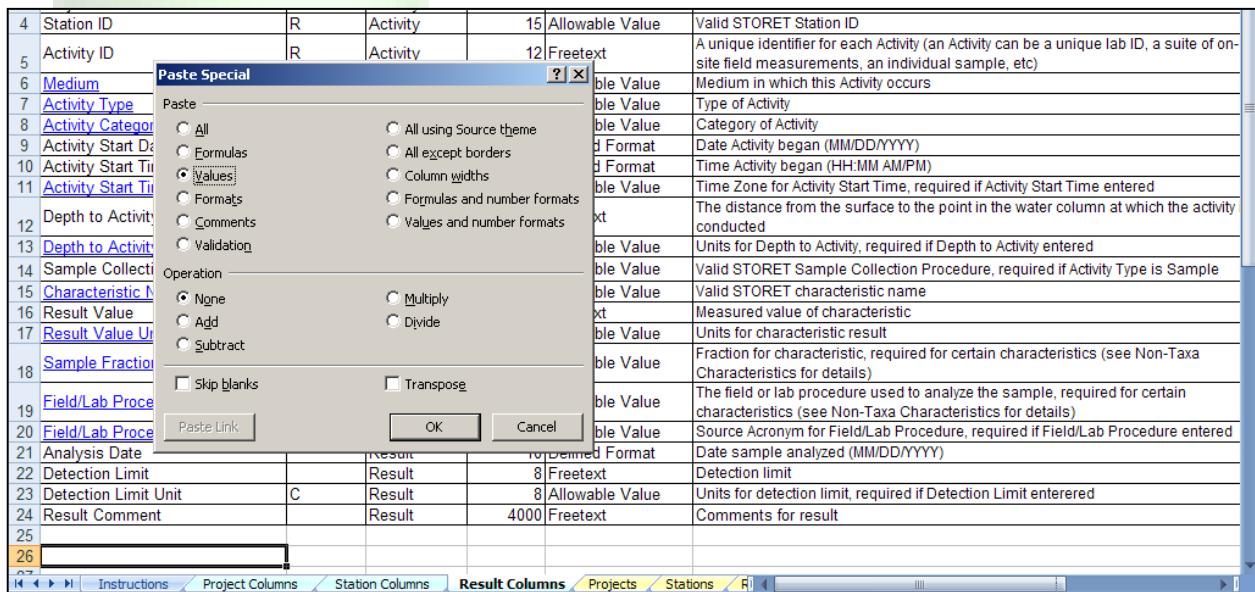 4 Station ID R Activity 15 Allowable Value Valid STORET Station ID
5 Activity ID R Activity 12 Freetext A unique identifier for each Activity (an Activity can be a unique lab ID, a suite of on-
site field measurements, an individual sample, etc)
6 Medium ble Value Medium in which this Activity occurs
7 Activity Type ble Value Type of Activity
8 Activity Categor ble Value Category of Activity
9 Activity Start Da d Format Date Activity began (MM/DD/YYYY)
10 Activity Start Ti d Format Time Activity began (HH:MM AM/PM)
11 Activity Start Ti ble Value Time Zone for Activity Start Time, required if Activity Start Time entered
12 Depth to Activit xt The distance from the surface to the point in the water column at which the activity
conducted
13 Depth to Activit ble Value Units for Depth to Activity, required if Depth to Activity entered
14 Sample Collecti ble Value Valid STORET Sample Collection Procedure, required if Activity Type is Sample
15 Characteristic N ble Value Valid STORET characteristic name
16 Result Value xt Measured value of characteristic
17 Result Value Un ble Value Units for characteristic result
18 Sample Fraction ble Value Fraction for characteristic, required for certain characteristics (see Non-Taxa
Characteristics for details)
19 Field/Lab Proce ble Value The field or lab procedure used to analyze the sample, required for certain
characteristics (see Non-Taxa Characteristics for details)
20 Field/Lab Proce ble Value Source Acronym for Field/Lab Procedure, required if Field/Lab Procedure entered
21 Analysis Date Result 10 Defined Format Date sample analyzed (MM/DD/YYYY)
22 Detection Limit Result 8 Freetext Detection limit
23 Detection Limit Unit C Result 8 Allowable Value Units for detection limit, required if Detection Limit enterered
24 Result Comment Result 4000 Freetext Comments for result
25
26
Paste Special
Paste
All All using Source theme
Formulas All except borders
Values Column widths
Formats Formulas and number formats
Comments Values and number formats
Validation
Operation
None Multiply
Add Divide
Subtract
Skip blanks Transpose
Paste Link OK Cancel
Instructions Project Columns Station Columns Result Columns Projects Stations R